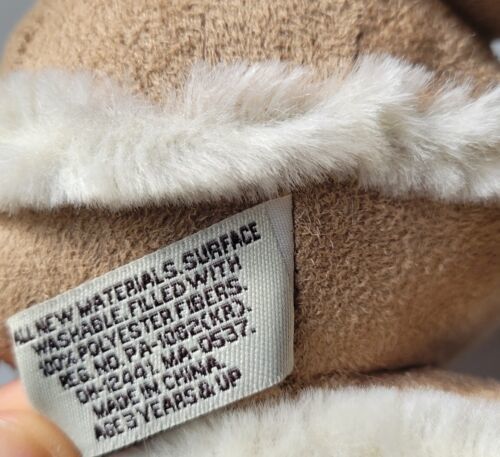 ALL NEW MATERIALS. SURFACE
WASHABLE. FILLED WITH
100% POLYESTER FIBERS.
REG NO. PA-1082(KR).
OH-12441. MA-0537.
MADE IN CHINA
AGE 3 YEARS & UP